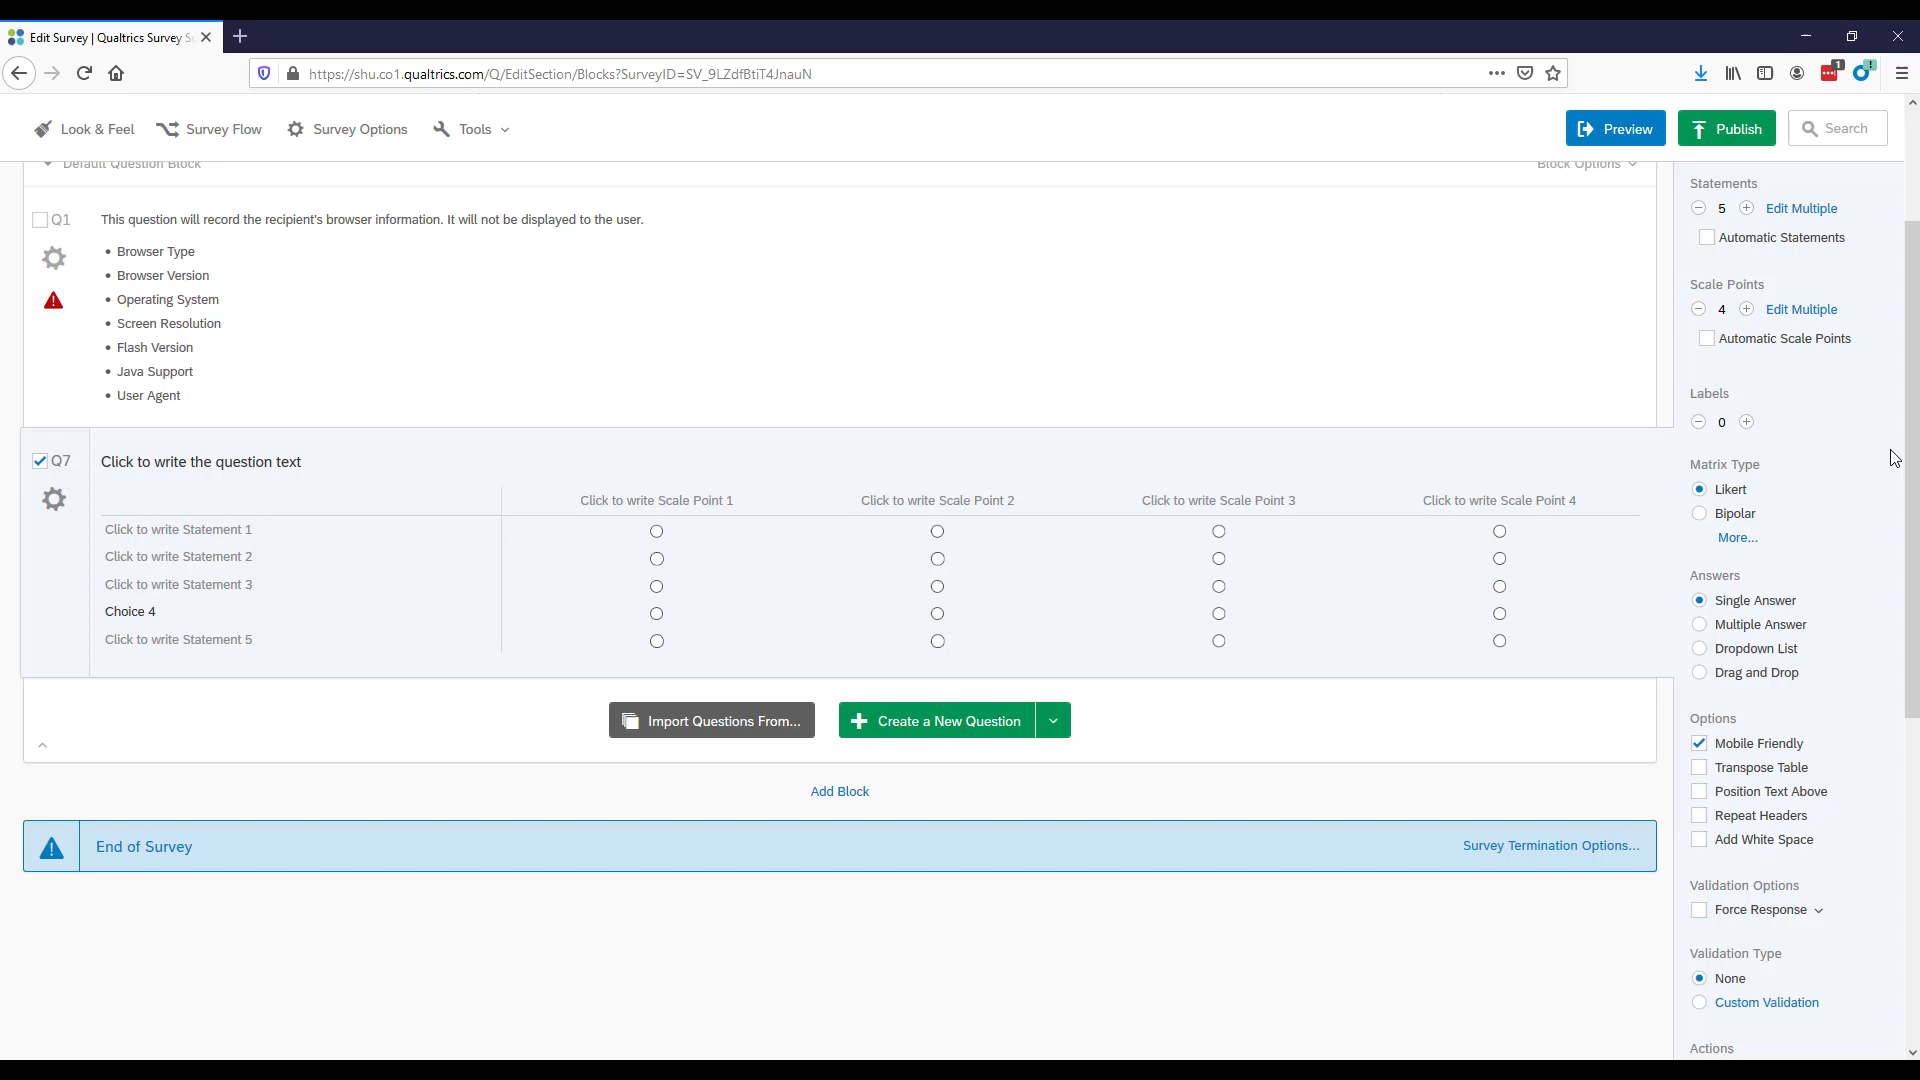 Edit Survey | Qualtrics Survey S
https://shu.co1.qualtrics.com/Q/EditSection/Blocks?SurveyID=SV_9LZdfBtiT4JnauN
1
!
Look & Feel
Survey Flow
Survey Options
Tools
Preview
Publish
Search
Default Question Block
Block Options
Q1
This question will record the recipient's browser information. It will not be displayed to the user.
• Browser Type
• Browser Version
• Operating System
• Screen Resolution
• Flash Version
• Java Support
• User Agent
Q7
Click to write the question text
Click to write Scale Point 1
Click to write Scale Point 2
Click to write Scale Point 3
Click to write Scale Point 4
Click to write Statement 1
Click to write Statement 2
Click to write Statement 3
Choice 4
Click to write Statement 5
Import Questions From...
Create a New Question
Add Block
End of Survey
Survey Termination Options...
Statements
5
Edit Multiple
Automatic Statements
Scale Points
4
Edit Multiple
Automatic Scale Points
Labels
0
Matrix Type
Likert
Bipolar
More...
Answers
Single Answer
Multiple Answer
Dropdown List
Drag and Drop
Options
Mobile Friendly
Transpose Table
Position Text Above
Repeat Headers
Add White Space
Validation Options
Force Response
Validation Type
None
Custom Validation
Actions